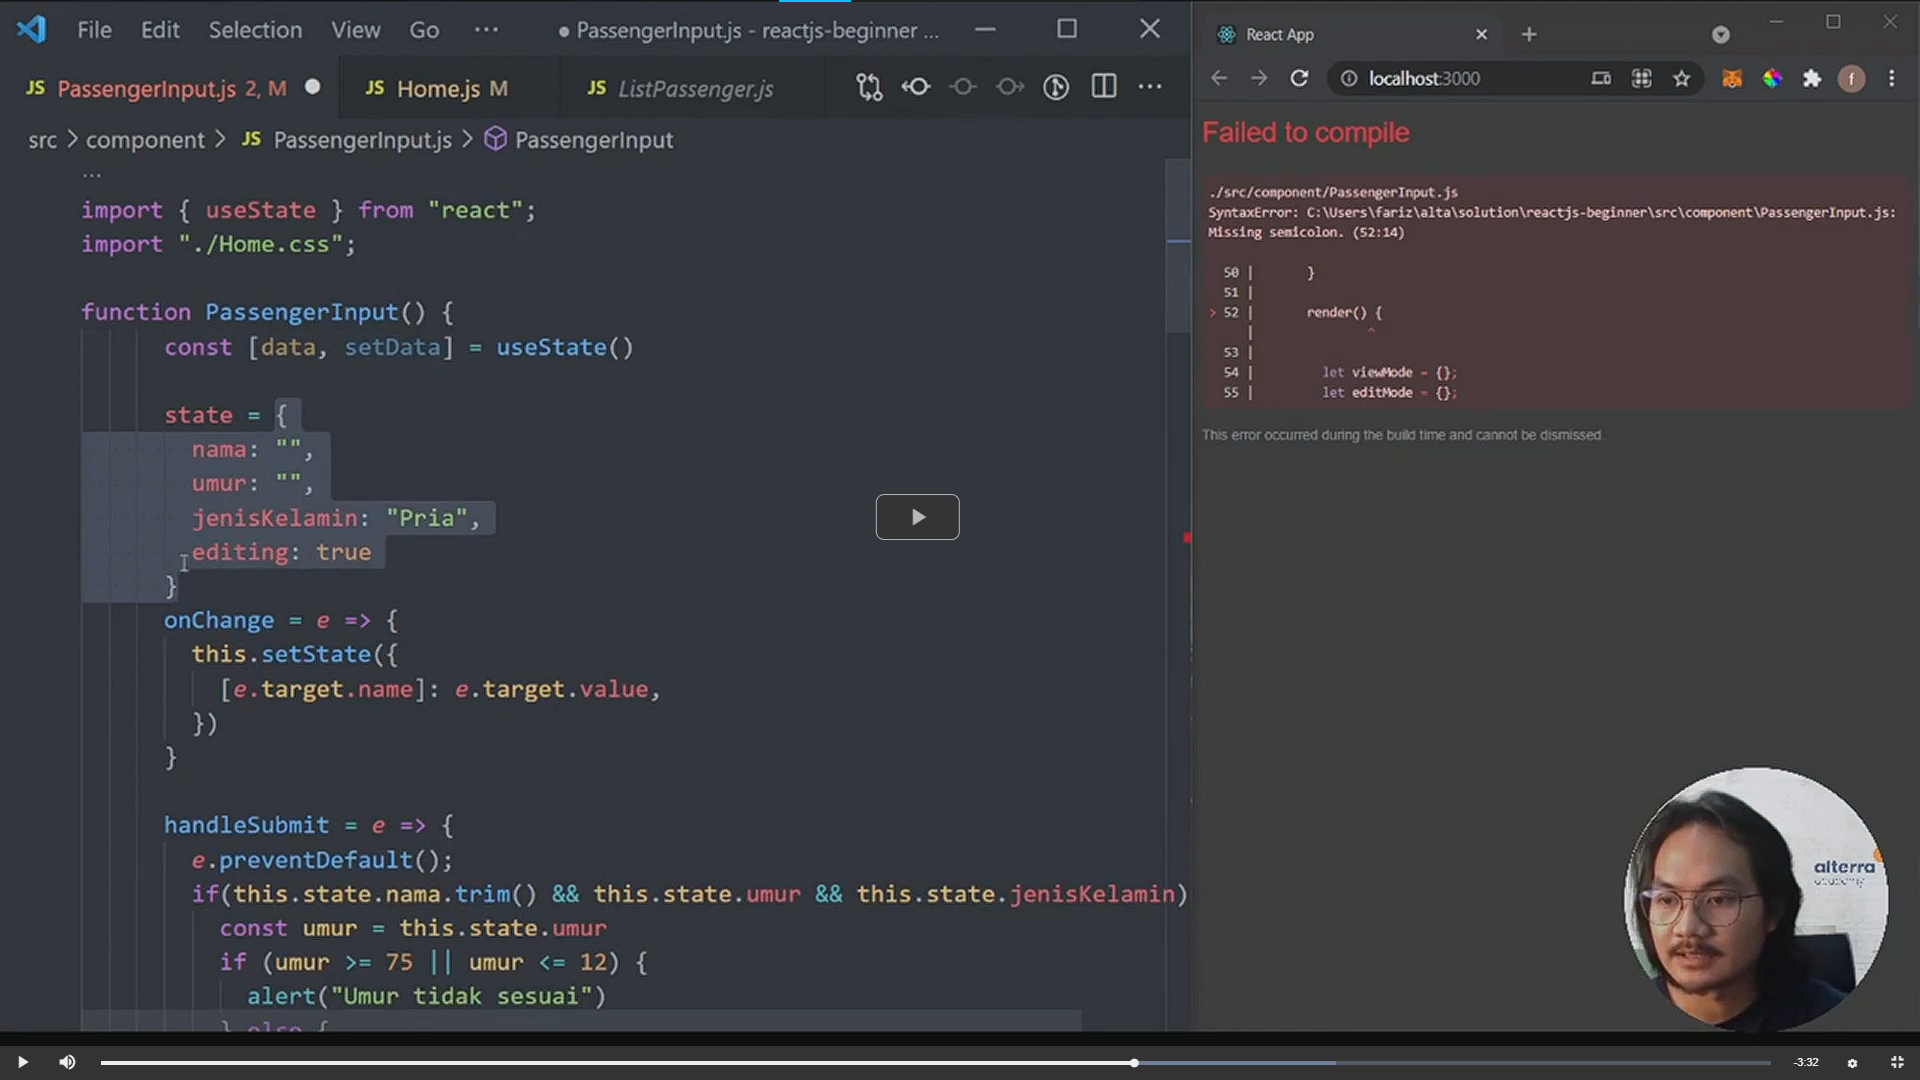 File Edit Selection View Go ··· ● PassengerInput.js - reactjs-beginner ...
JS PassengerInput.js 2, M ● JS Home.js M JS ListPassenger.js
src > component > JS PassengerInput.js > PassengerInput
...
import { useState } from "react";
import "./Home.css";
function PassengerInput() {
const [data, setData] = useState()
state = {
nama: "",
umur: "",
jenisKelamin: "Pria",
editing: true
}
onChange = e => {
this.setState({
[e.target.name]: e.target.value,
})
}
handleSubmit = e => {
e.preventDefault();
if(this.state.nama.trim() && this.state.umur && this.state.jenisKelamin)
const umur = this.state.umur
if (umur >= 75 || umur <= 12) {
alert("Umur tidak sesuai")
} else {
React App
localhost:3000
f
Failed to compile
./src/component/PassengerInput.js
SyntaxError: C:\Users\fariz\alta\solution\reactjs-beginner\src\component\PassengerInput.js:
Missing semicolon. (52:14)
50 | }
51 |
> 52 | render() {
| ^
53 |
54 | let viewMode = {};
55 | let editMode = {};
This error occurred during the build time and cannot be dismissed.
alterra
academy
-3:32